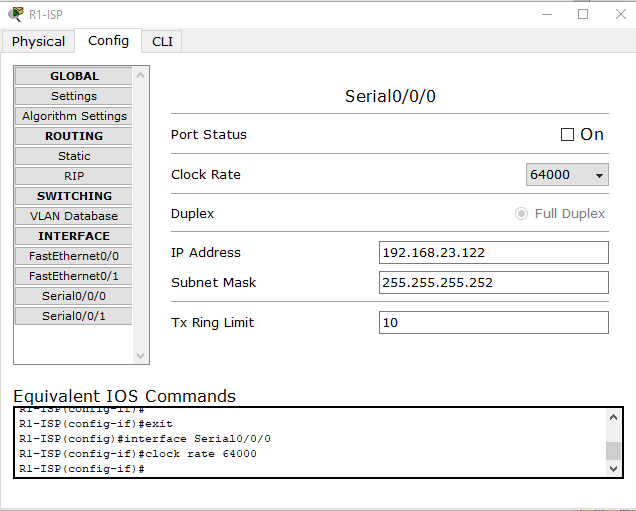 R1-ISP
Physical Config CLI
GLOBAL
Settings
Algorithm Settings
ROUTING
Static
RIP
SWITCHING
VLAN Database
INTERFACE
FastEthernet0/0
FastEthernet0/1
Serial0/0/0
Serial0/0/1
Serial0/0/0
Port Status On
Clock Rate 64000
Duplex Full Duplex
IP Address 192.168.23.122
Subnet Mask 255.255.255.252
Tx Ring Limit 10
Equivalent IOS Commands
R1-ISP(config-if)#
R1-ISP(config-if)#exit
R1-ISP(config)#interface Serial0/0/0
R1-ISP(config-if)#clock rate 64000
R1-ISP(config-if)#